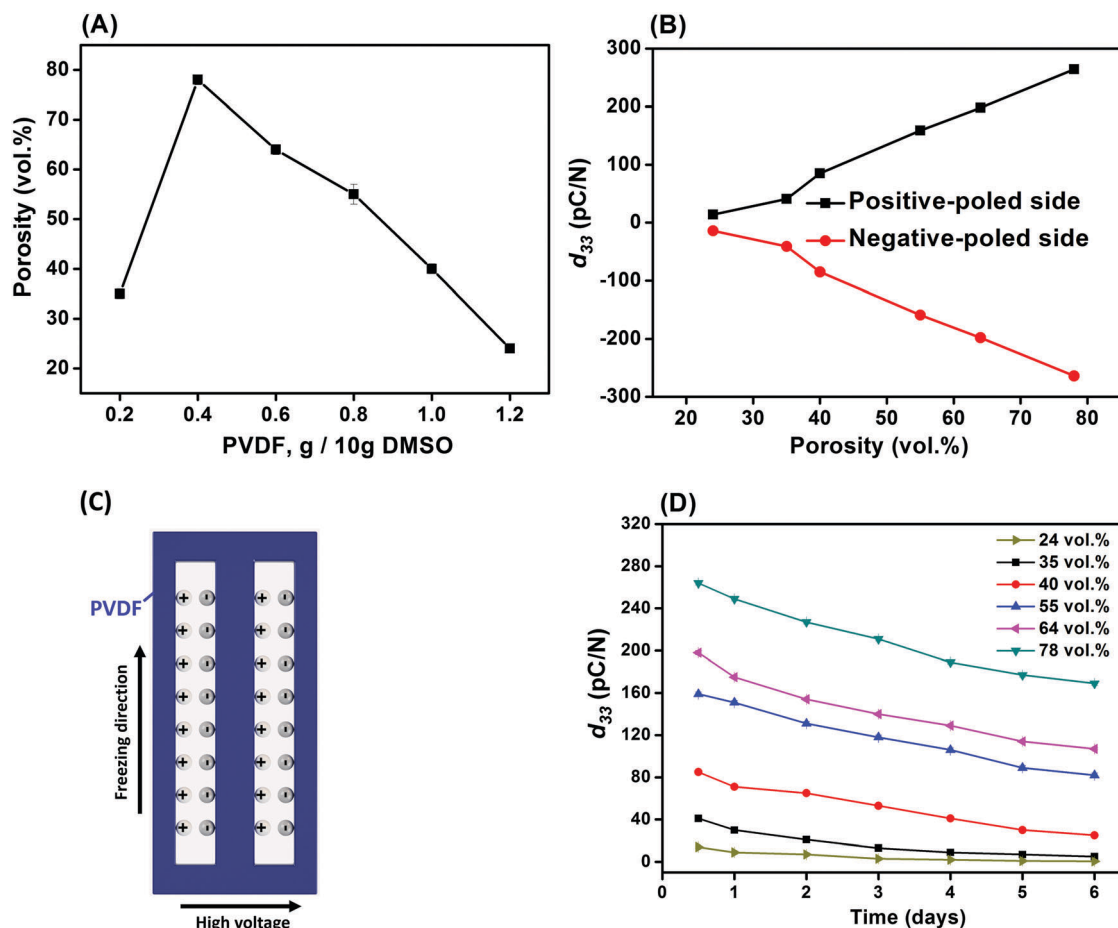 (A)
Porosity (vol.%)
80
70
60
50
40
30
20
0.2 0.4 0.6 0.8 1.0 1.2
PVDF, g / 10g DMSO
(B)
d33 (pC/N)
300
200
100
0
-100
-200
-300
Positive-poled side
Negative-poled side
20 30 40 50 60 70 80
Porosity (vol.%)
(C)
PVDF
Freezing direction
+ - + -
+ - + -
+ - + -
+ - + -
+ - + -
+ - + -
+ - + -
+ - + -
High voltage
(D)
d33 (pC/N)
320
280
240
200
160
120
80
40
0
24 vol.%
35 vol.%
40 vol.%
55 vol.%
64 vol.%
78 vol.%
0 1 2 3 4 5 6
Time (days)